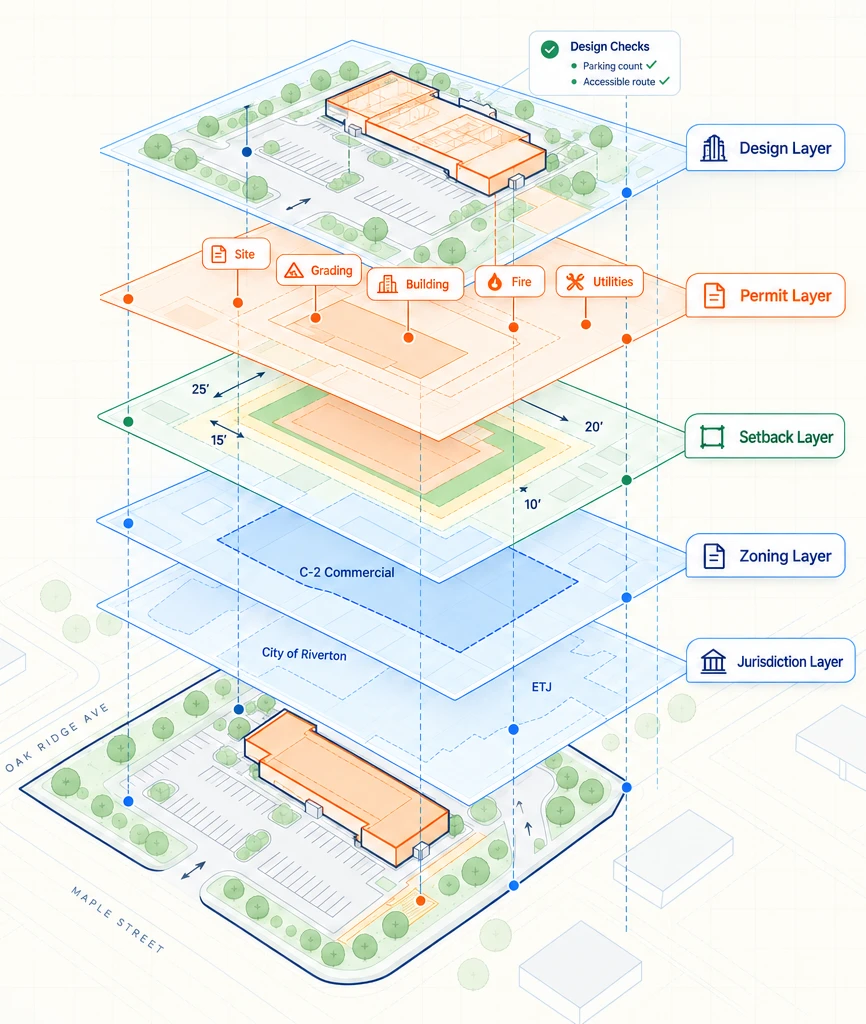 Design Checks
Parking count
Accessible route
Design Layer
Site
Grading
Building
Fire
Utilities
Permit Layer
25′
15′
20′
10′
Setback Layer
C-2 Commercial
Zoning Layer
City of Riverton
ETJ
Jurisdiction Layer
OAK RIDGE AVE
MAPLE STREET